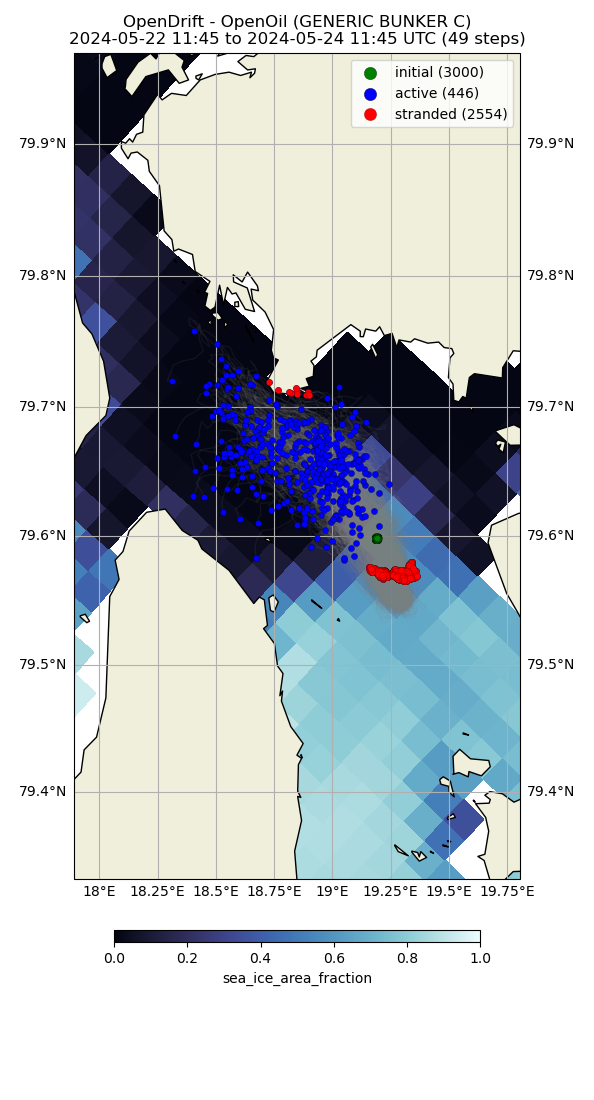 OpenDrift - OpenOil (GENERIC BUNKER C)
2024-05-22 11:45 to 2024-05-24 11:45 UTC (49 steps)
initial (3000)
active (446)
stranded (2554)
79.9°N 79.9°N
79.8°N 79.8°N
79.7°N 79.7°N
79.6°N 79.6°N
79.5°N 79.5°N
79.4°N 79.4°N
18°E 18.25°E 18.5°E 18.75°E 19°E 19.25°E 19.5°E 19.75°E
0.0 0.2 0.4 0.6 0.8 1.0
sea_ice_area_fraction